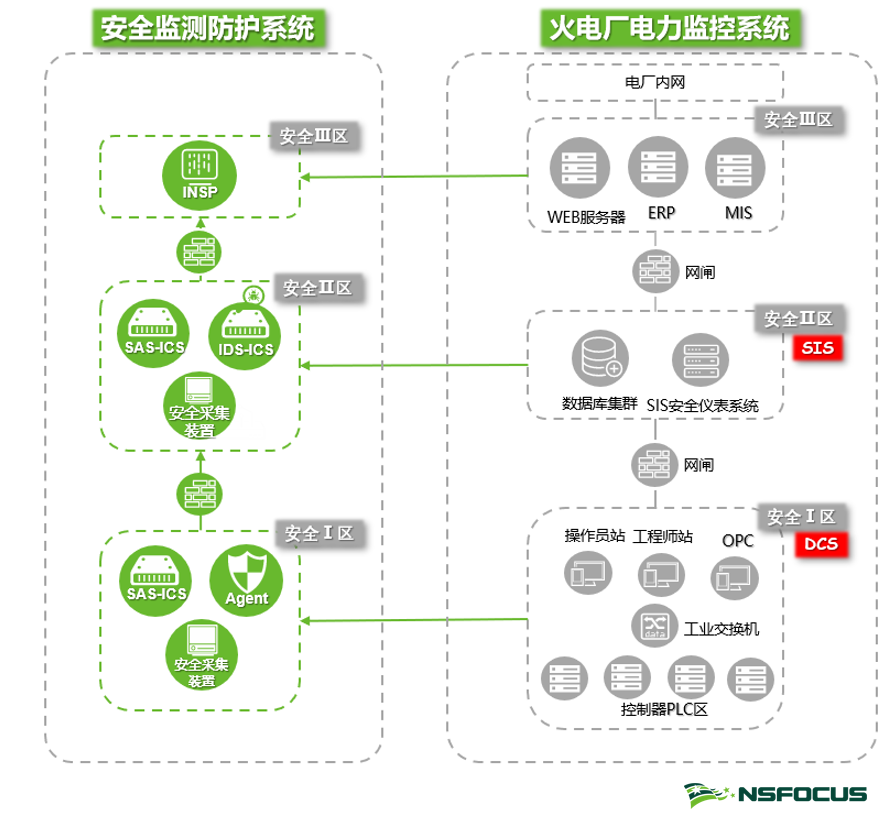 安全监测防护系统
火电厂电力监控系统
电厂内网
安全Ⅲ区
INSP
安全Ⅲ区
WEB服务器
ERP
MIS
网闸
安全Ⅱ区
SAS-ICS
IDS-ICS
安全采集
装置
安全Ⅱ区
SIS
数据库集群
SIS安全仪表系统
网闸
安全Ⅰ区
SAS-ICS
Agent
安全采集
装置
安全Ⅰ区
DCS
操作员站
工程师站
OPC
data
工业交换机
控制器PLC区
NSFOCUS